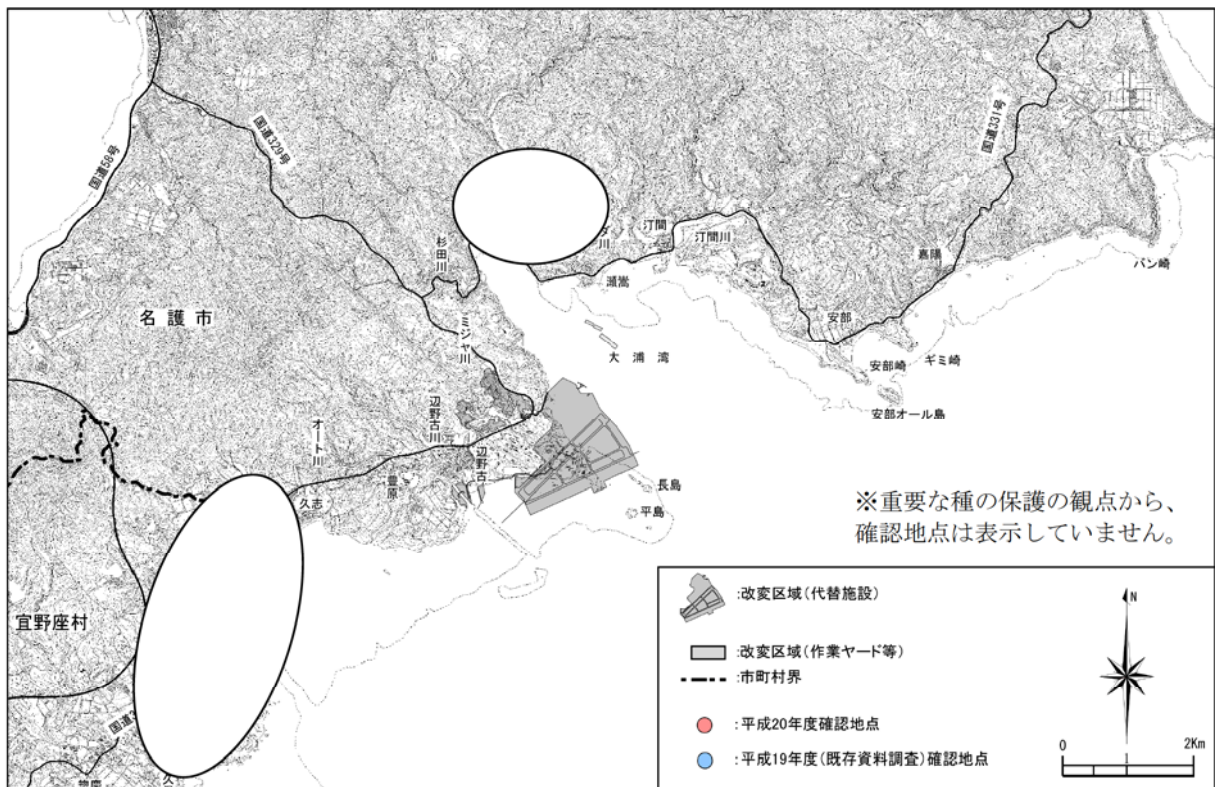 国道58号
国道329号
国道331号
杉田川
ダ川
汀間
汀間川
瀬嵩
嘉陽
バン崎
名護市
ミジャ川
大浦湾
安部
安部崎
ギミ崎
安部オール島
辺野古川
オート川
辺野古
豊原
久志
長島
平島
宜野座村
国道3
※重要な種の保護の観点から、
確認地点は表示していません。
:改変区域(代替施設)
:改変区域(作業ヤード等)
:市町村界
:平成20年度確認地点
:平成19年度(既存資料調査)確認地点
N
0 1 2Km